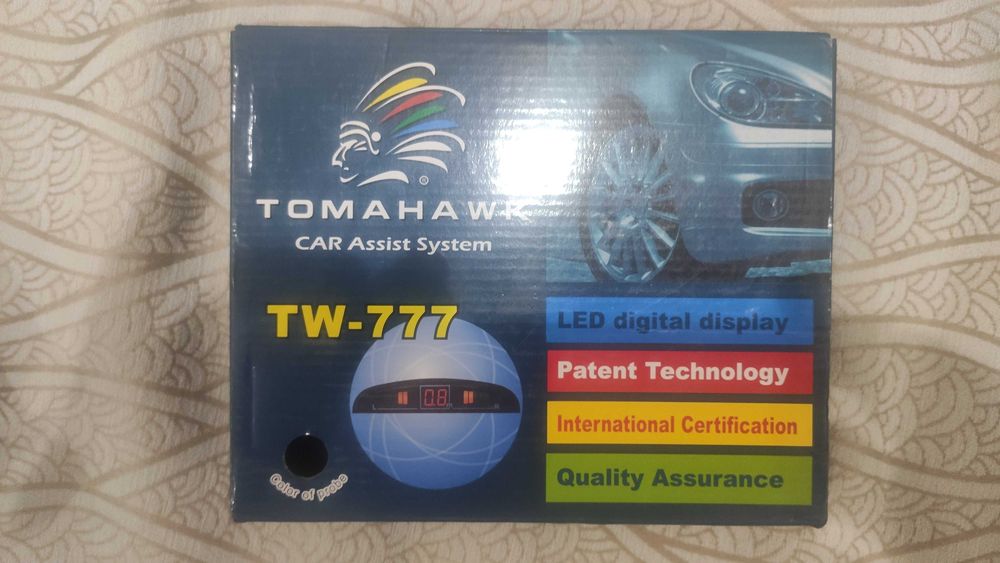 TOMAHAWK
CAR Assist System
TW-777
0.8
L R
Color of probe
LED digital display
Patent Technology
International Certification
Quality Assurance
®